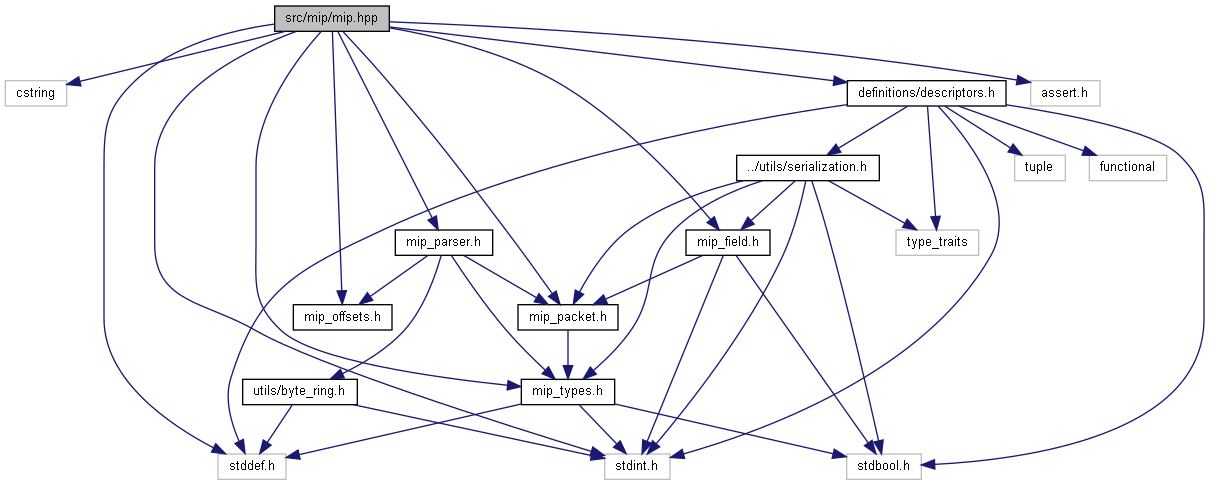 src/mip/mip.hpp
cstring
definitions/descriptors.h
assert.h
../utils/serialization.h
tuple
functional
mip_parser.h
mip_field.h
type_traits
mip_offsets.h
mip_packet.h
utils/byte_ring.h
mip_types.h
stddef.h
stdint.h
stdbool.h